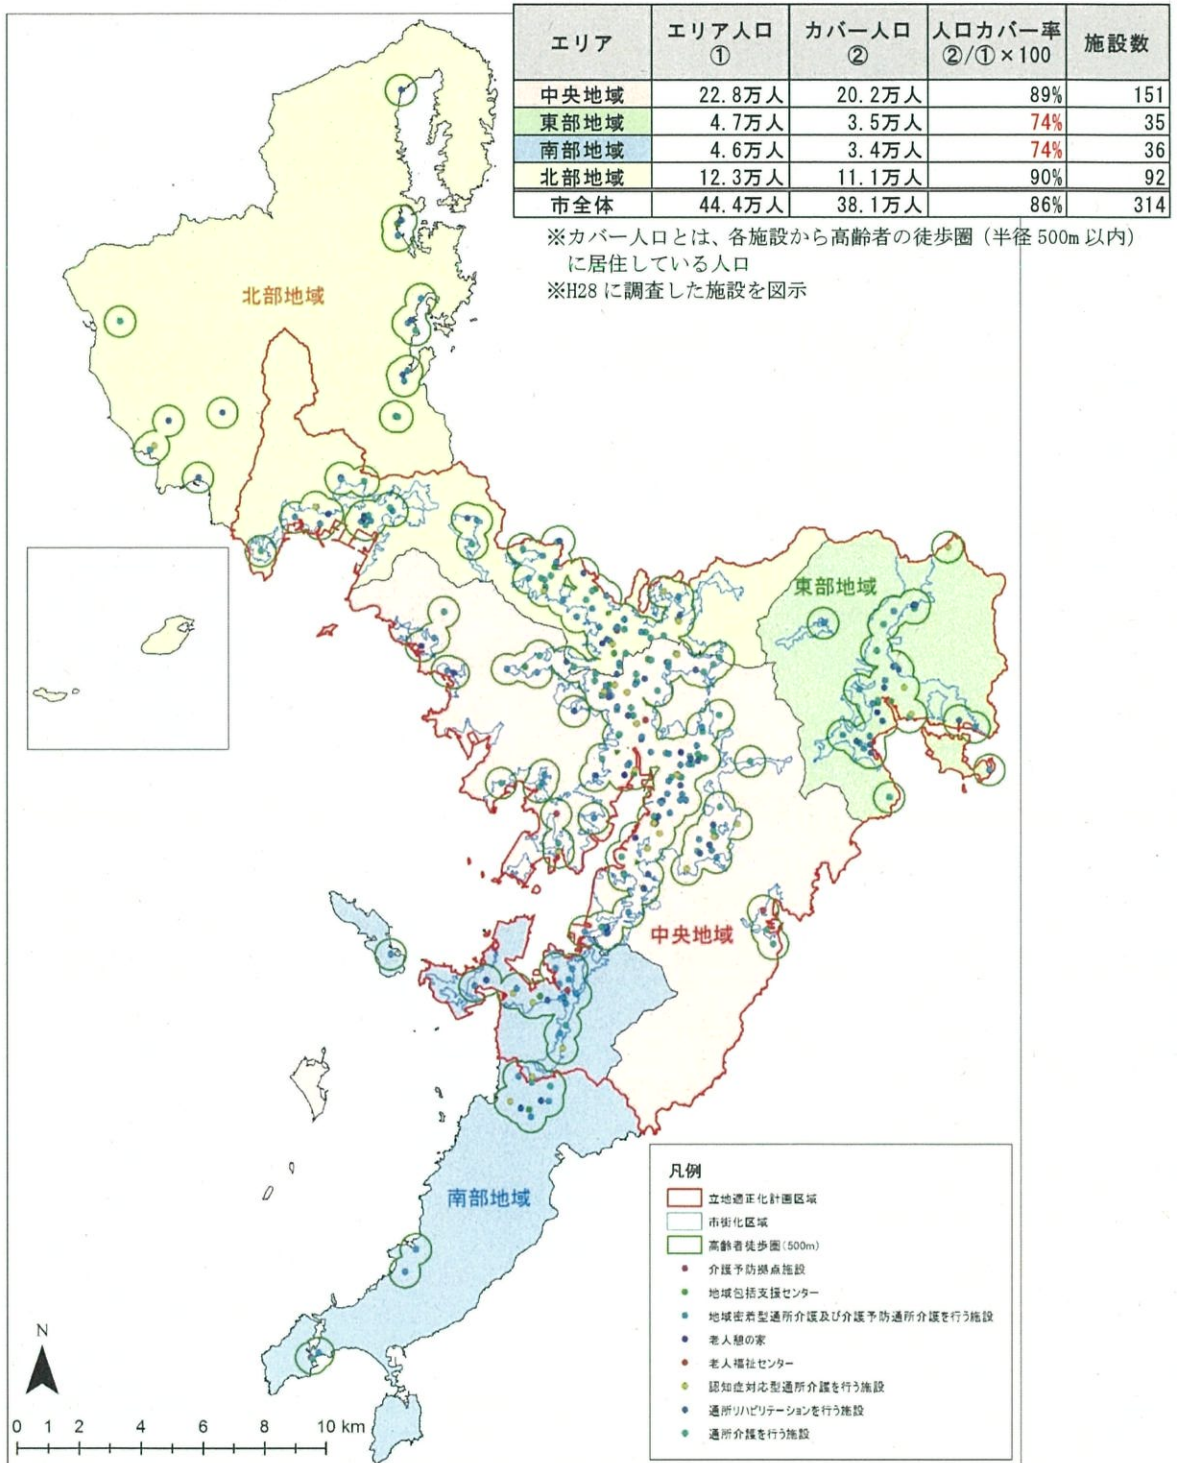 エリア エリア人口① カバー人口② 人口カバー率②/①×100 施設数
中央地域 22.8万人 20.2万人 89% 151
東部地域 4.7万人 3.5万人 74% 35
南部地域 4.6万人 3.4万人 74% 36
北部地域 12.3万人 11.1万人 90% 92
市全体 44.4万人 38.1万人 86% 314
※カバー人口とは、各施設から高齢者の徒歩圏（半径500m以内）
に居住している人口
※H28に調査した施設を図示
北部地域
東部地域
中央地域
南部地域
凡例
立地適正化計画区域
市街化区域
高齢者徒歩圏(500m)
介護予防拠点施設
地域包括支援センター
地域密着型通所介護及び介護予防通所介護を行う施設
老人憩の家
老人福祉センター
認知症対応型通所介護を行う施設
通所リハビリテーションを行う施設
通所介護を行う施設
N
0 1 2 4 6 8 10 km